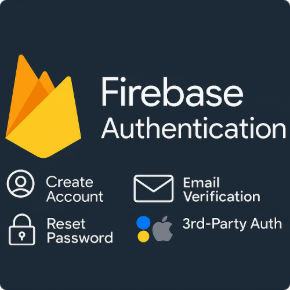 Firebase
Authentication
Create
Account
Email
Verification
Reset
Password
3rd-Party Auth